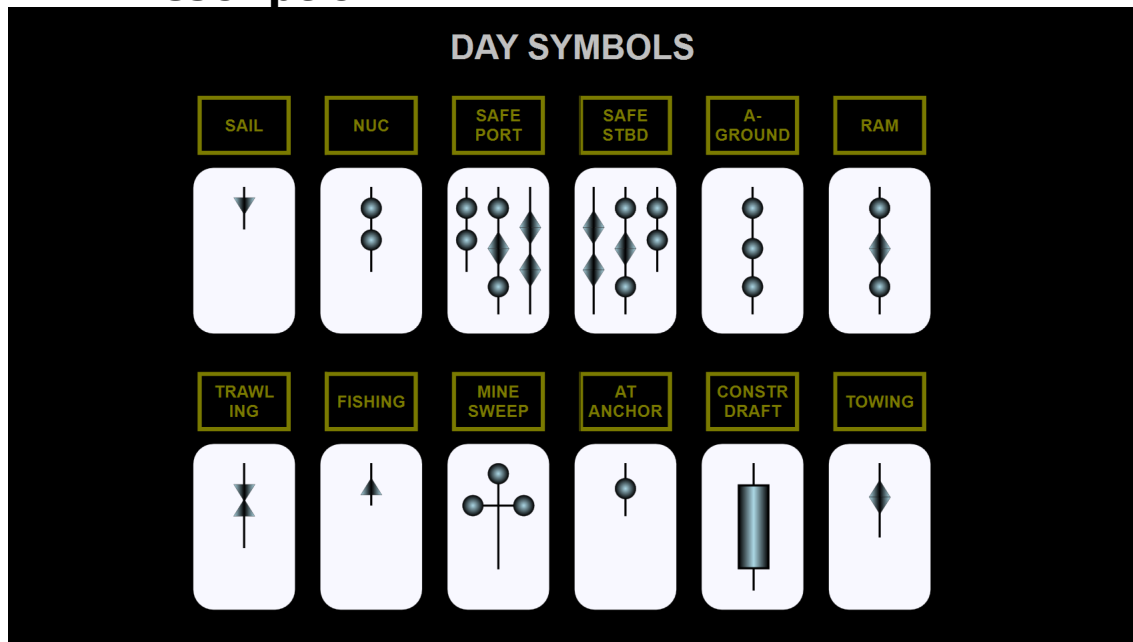 DAY SYMBOLS
SAIL
NUC
SAFE
PORT
SAFE
STBD
A-
GROUND
RAM
TRAWL
ING
FISHING
MINE
SWEEP
AT
ANCHOR
CONSTR
DRAFT
TOWING